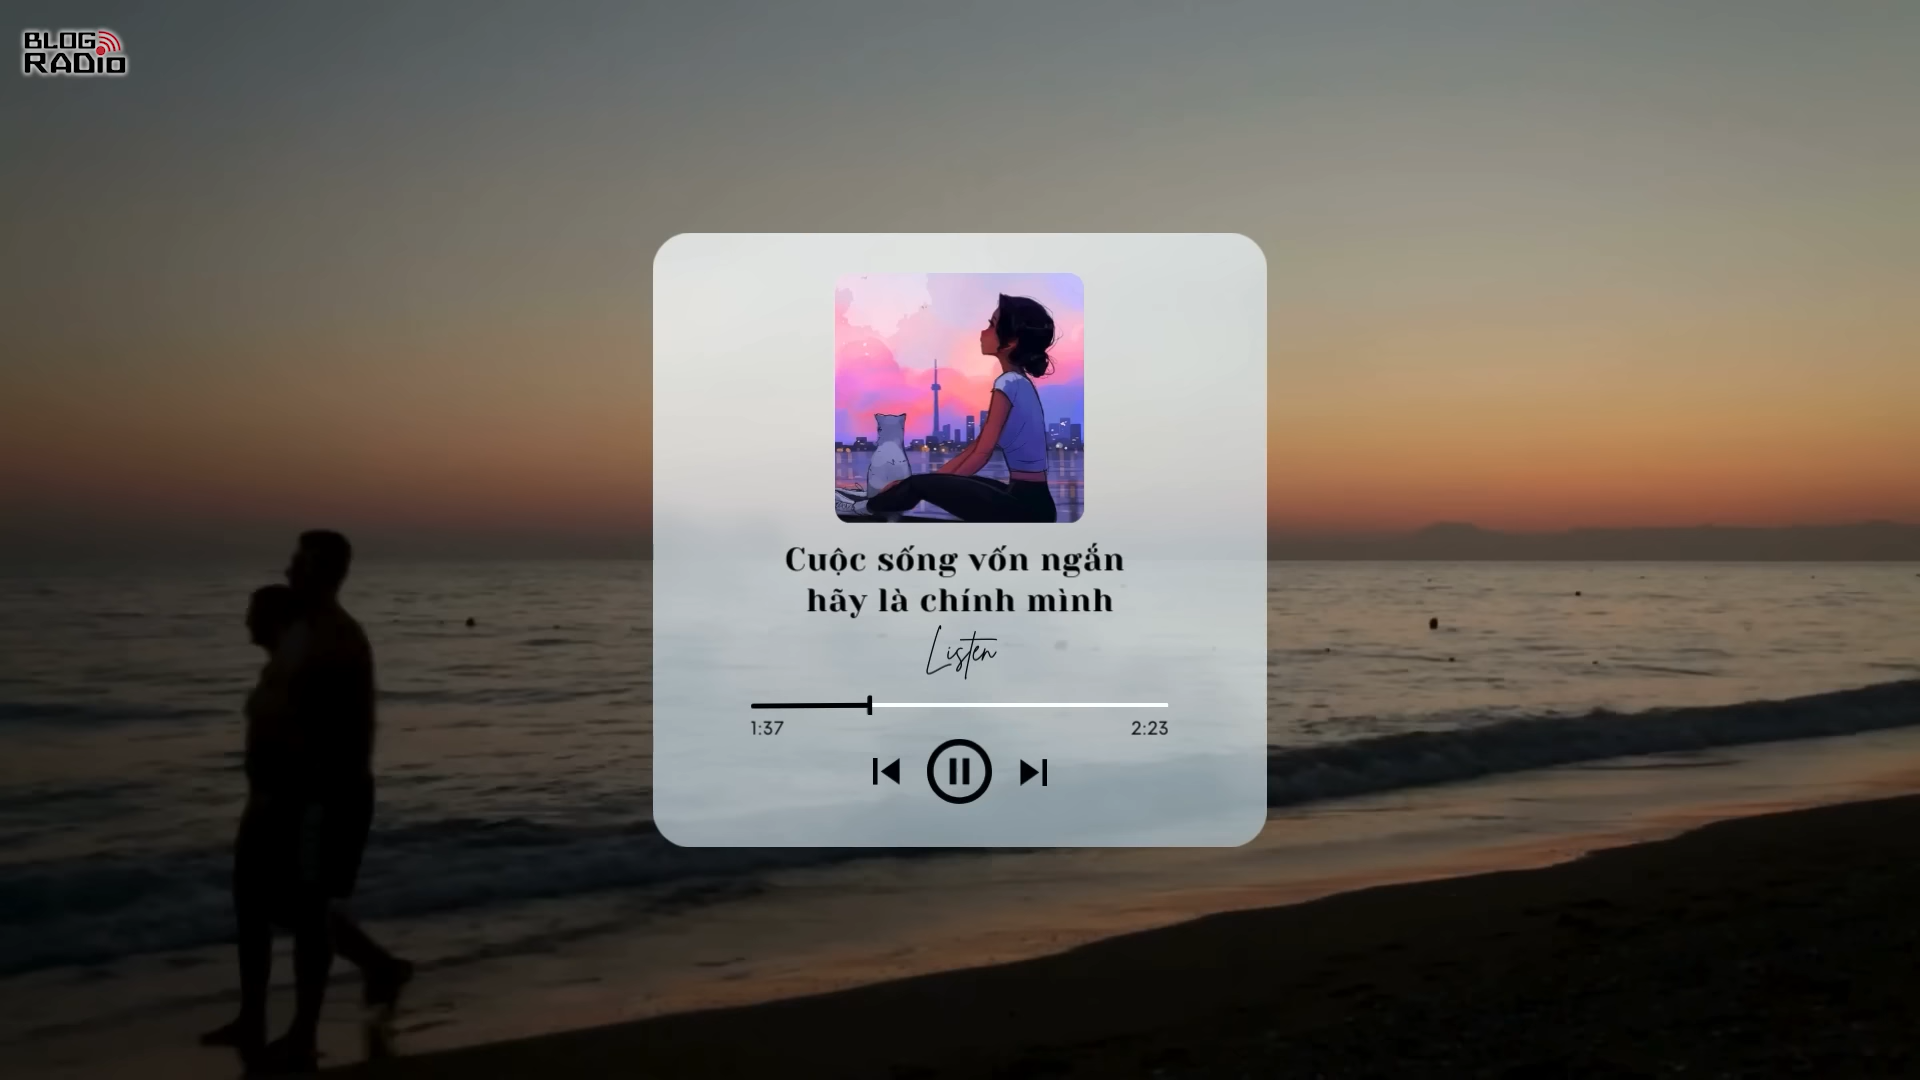 BLOG
RADIO
Cuộc sống vốn ngắn
hãy là chính mình
Listen
1:37 2:23